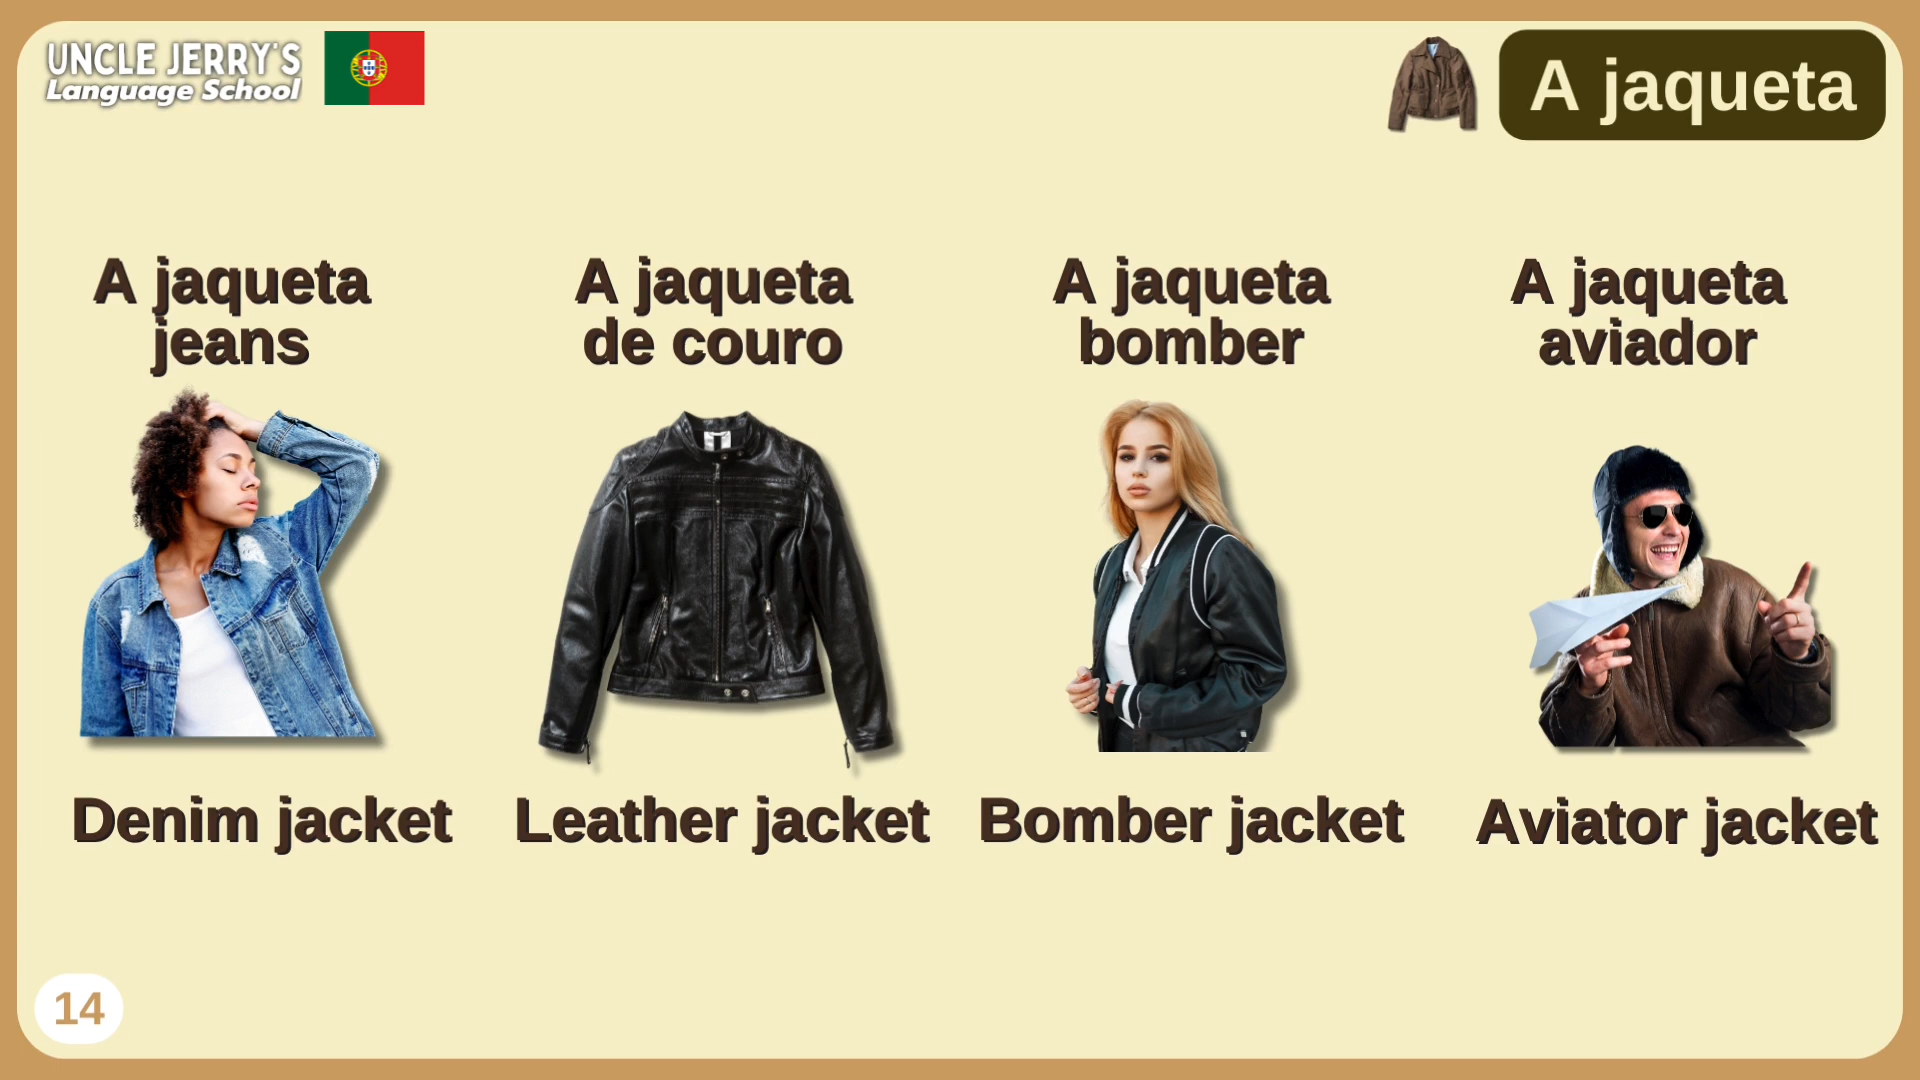 UNCLE JERRY'S
Language School
A jaqueta
A jaqueta
jeans
A jaqueta
de couro
A jaqueta
bomber
A jaqueta
aviador
Denim jacket
Leather jacket
Bomber jacket
Aviator jacket
14